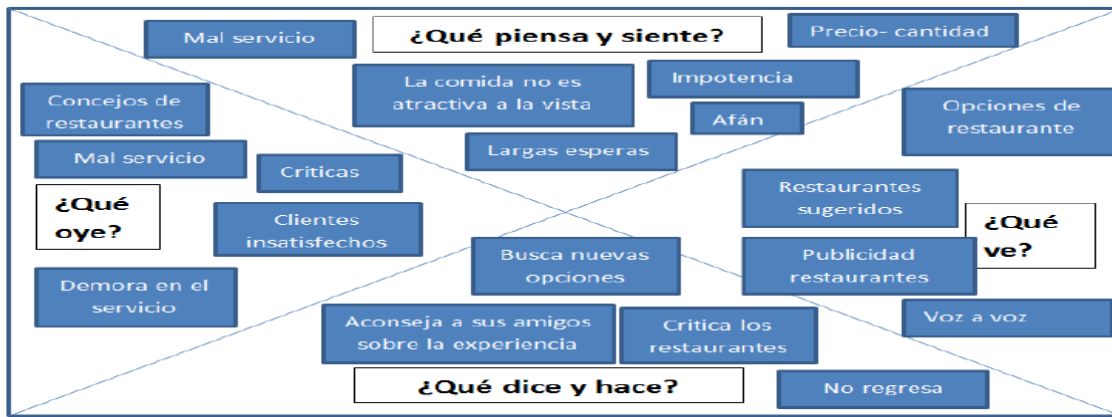 Mal servicio
¿Qué piensa y siente?
Precio- cantidad
La comida no es
atractiva a la vista
Impotencia
Afán
Largas esperas
Concejos de
restaurantes
Mal servicio
Criticas
¿Qué
oye?
Clientes
insatisfechos
Demora en el
servicio
Opciones de
restaurante
Restaurantes
sugeridos
¿Qué
ve?
Publicidad
restaurantes
Voz a voz
Busca nuevas
opciones
Aconseja a sus amigos
sobre la experiencia
Critica los
restaurantes
¿Qué dice y hace?
No regresa